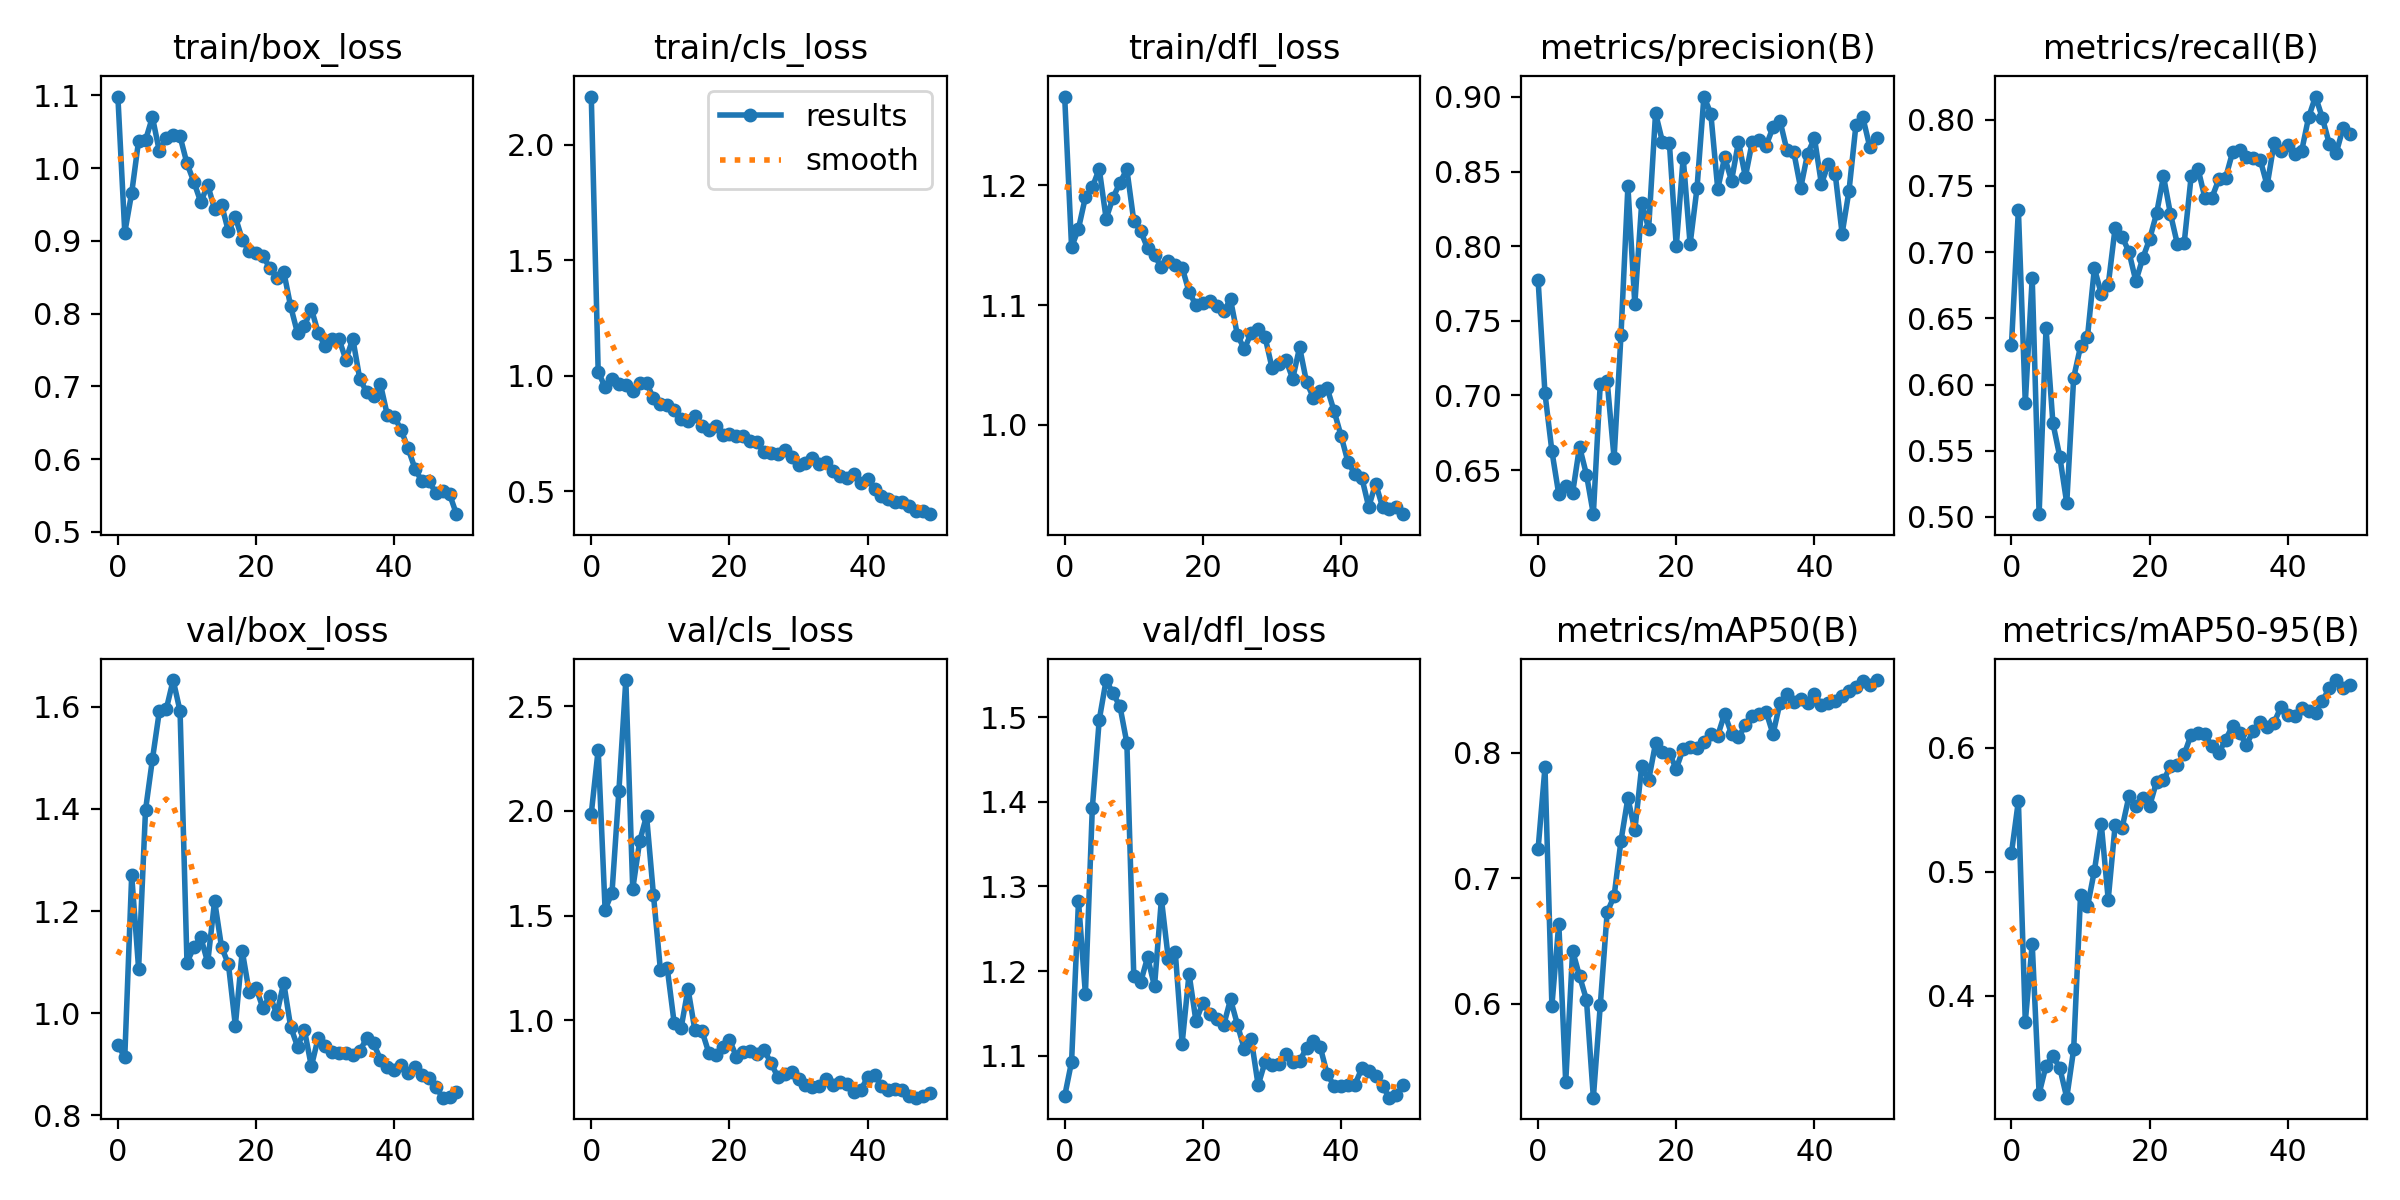 train/box_loss
1.1
1.0
0.9
0.8
0.7
0.6
0.5
0 20 40
train/cls_loss
results
smooth
2.0
1.5
1.0
0.5
0 20 40
train/dfl_loss
1.2
1.1
1.0
0 20 40
metrics/precision(B)
0.90
0.85
0.80
0.75
0.70
0.65
0 20 40
metrics/recall(B)
0.80
0.75
0.70
0.65
0.60
0.55
0.50
0 20 40
val/box_loss
1.6
1.4
1.2
1.0
0.8
0 20 40
val/cls_loss
2.5
2.0
1.5
1.0
0 20 40
val/dfl_loss
1.5
1.4
1.3
1.2
1.1
0 20 40
metrics/mAP50(B)
0.8
0.7
0.6
0 20 40
metrics/mAP50-95(B)
0.6
0.5
0.4
0 20 40